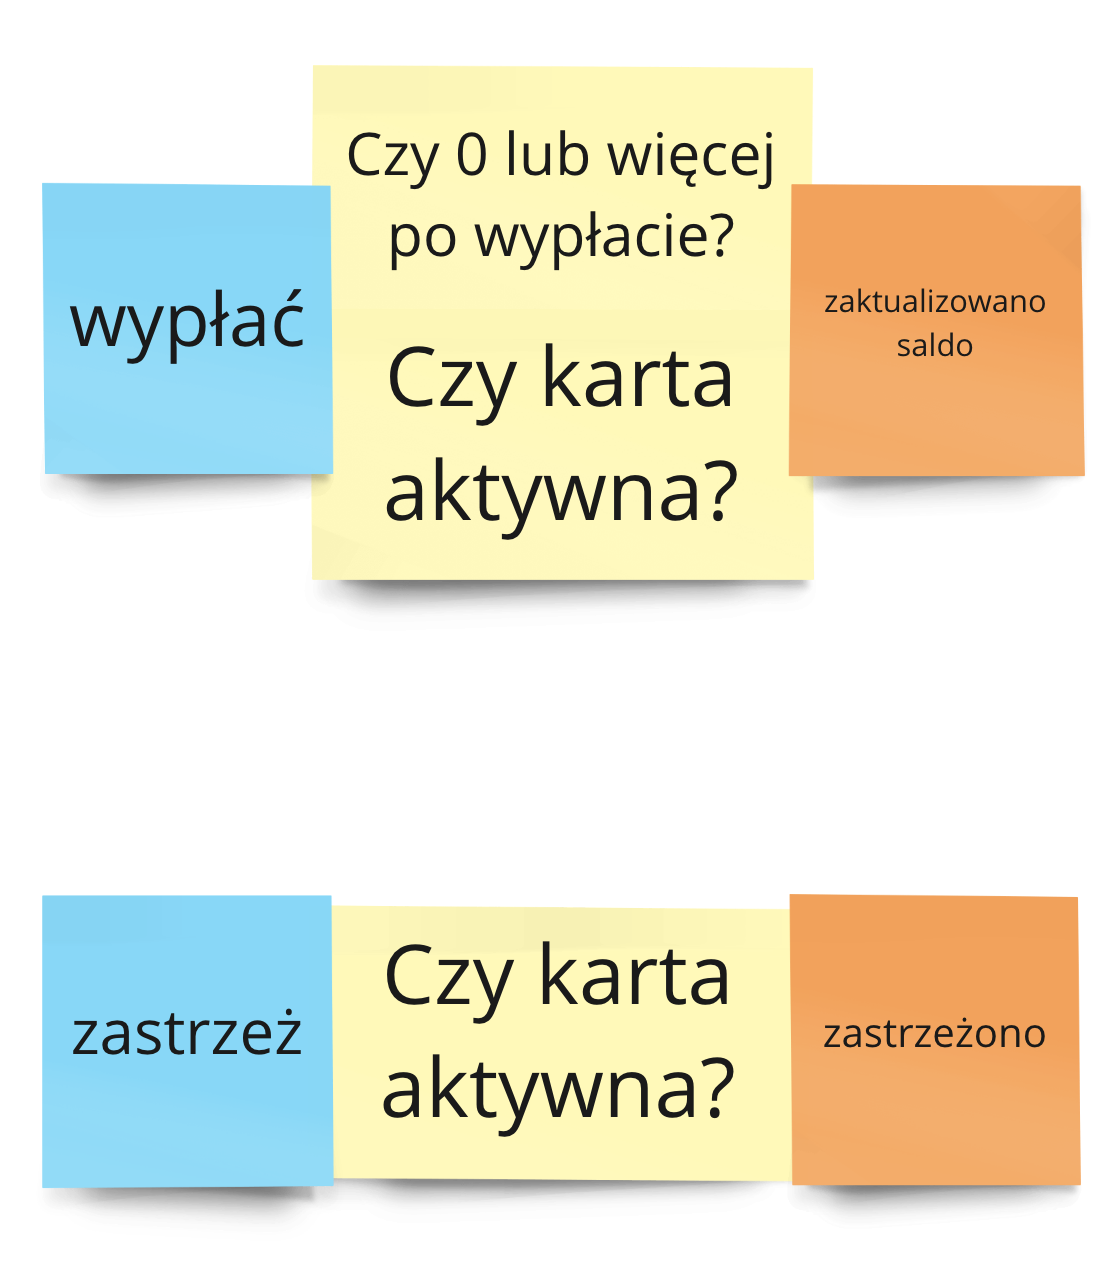 wypłać
Czy 0 lub więcej
po wypłacie?
Czy karta
aktywna?
zaktualizowano
saldo
zastrzeż
Czy karta
aktywna?
zastrzeżono